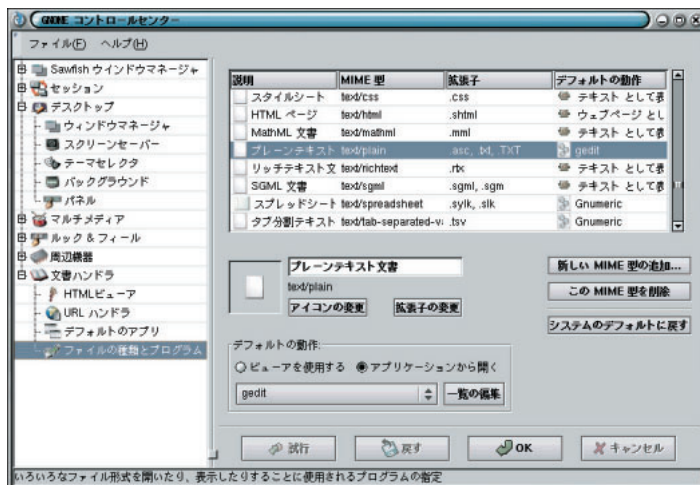 GNOME コントロールセンター
ファイル(F) ヘルプ(H)
Sawfish ウインドウマネージャ
セッション
デスクトップ
ウィンドウマネージャ
スクリーンセーバー
テーマセレクタ
バックグラウンド
パネル
マルチメディア
ルック & フィール
周辺機器
文書ハンドラ
HTMLビューア
URL ハンドラ
デフォルトのアプリ
ファイルの種類とプログラム
説明 MIME 型 拡張子 デフォルトの動作
スタイルシート text/css .css テキスト として表
HTML ページ text/html .shtml ウェブページ とし
MathML 文書 text/mathml .mml テキスト として表
プレーンテキスト text/plain .asc, .txt, .TXT gedit
リッチテキスト文 text/richtext .rtx テキスト として表
SGML 文書 text/sgml .sgml, .sgm テキスト として表
スプレッドシート text/spreadsheet .sylk, .slk Gnumeric
タブ分割テキスト text/tab-separated-va .tsv Gnumeric
プレーンテキスト文書
text/plain
アイコンの変更 拡張子の変更
新しい MIME 型の追加...
この MIME 型を削除
システムのデフォルトに戻す
デフォルトの動作:
ビューアを使用する アプリケーションから開く
gedit 一覧の編集
試行 戻す OK キャンセル
いろいろなファイル形式を開いたり、表示したりすることに使用されるプログラムの指定